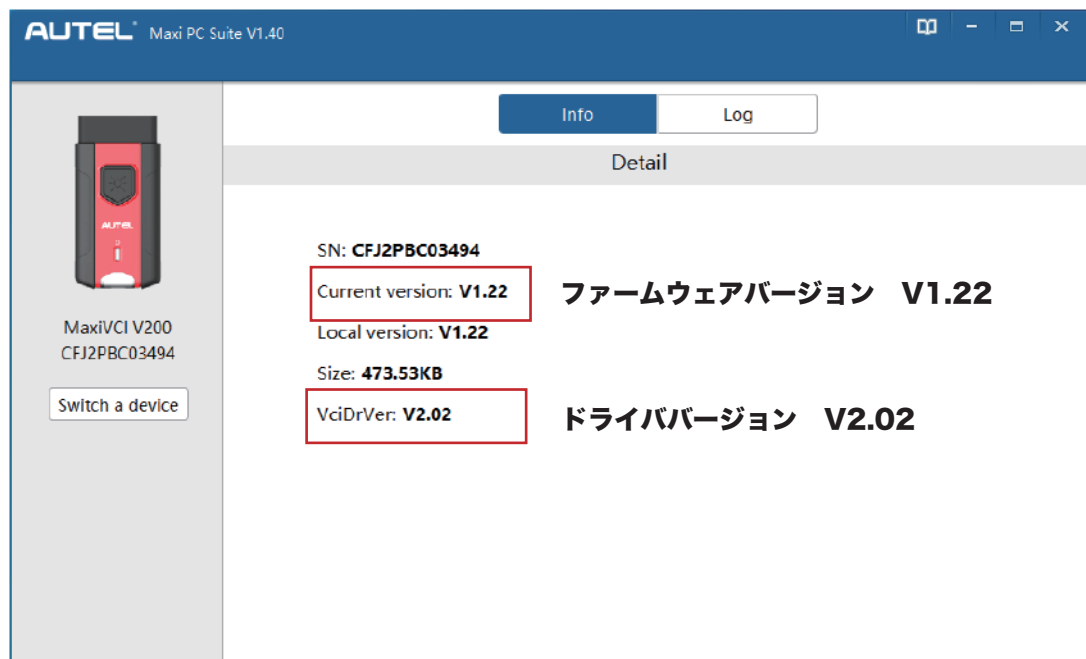 AUTEL Maxi PC Suite V1.40
Info
Log
Detail
AUTEL
SN: CFJ2PBC03494
Current version: V1.22
ファームウェアバージョン　V1.22
Local version: V1.22
Size: 473.53KB
VciDrVer: V2.02
ドライババージョン　V2.02
MaxiVCI V200
CFJ2PBC03494
Switch a device